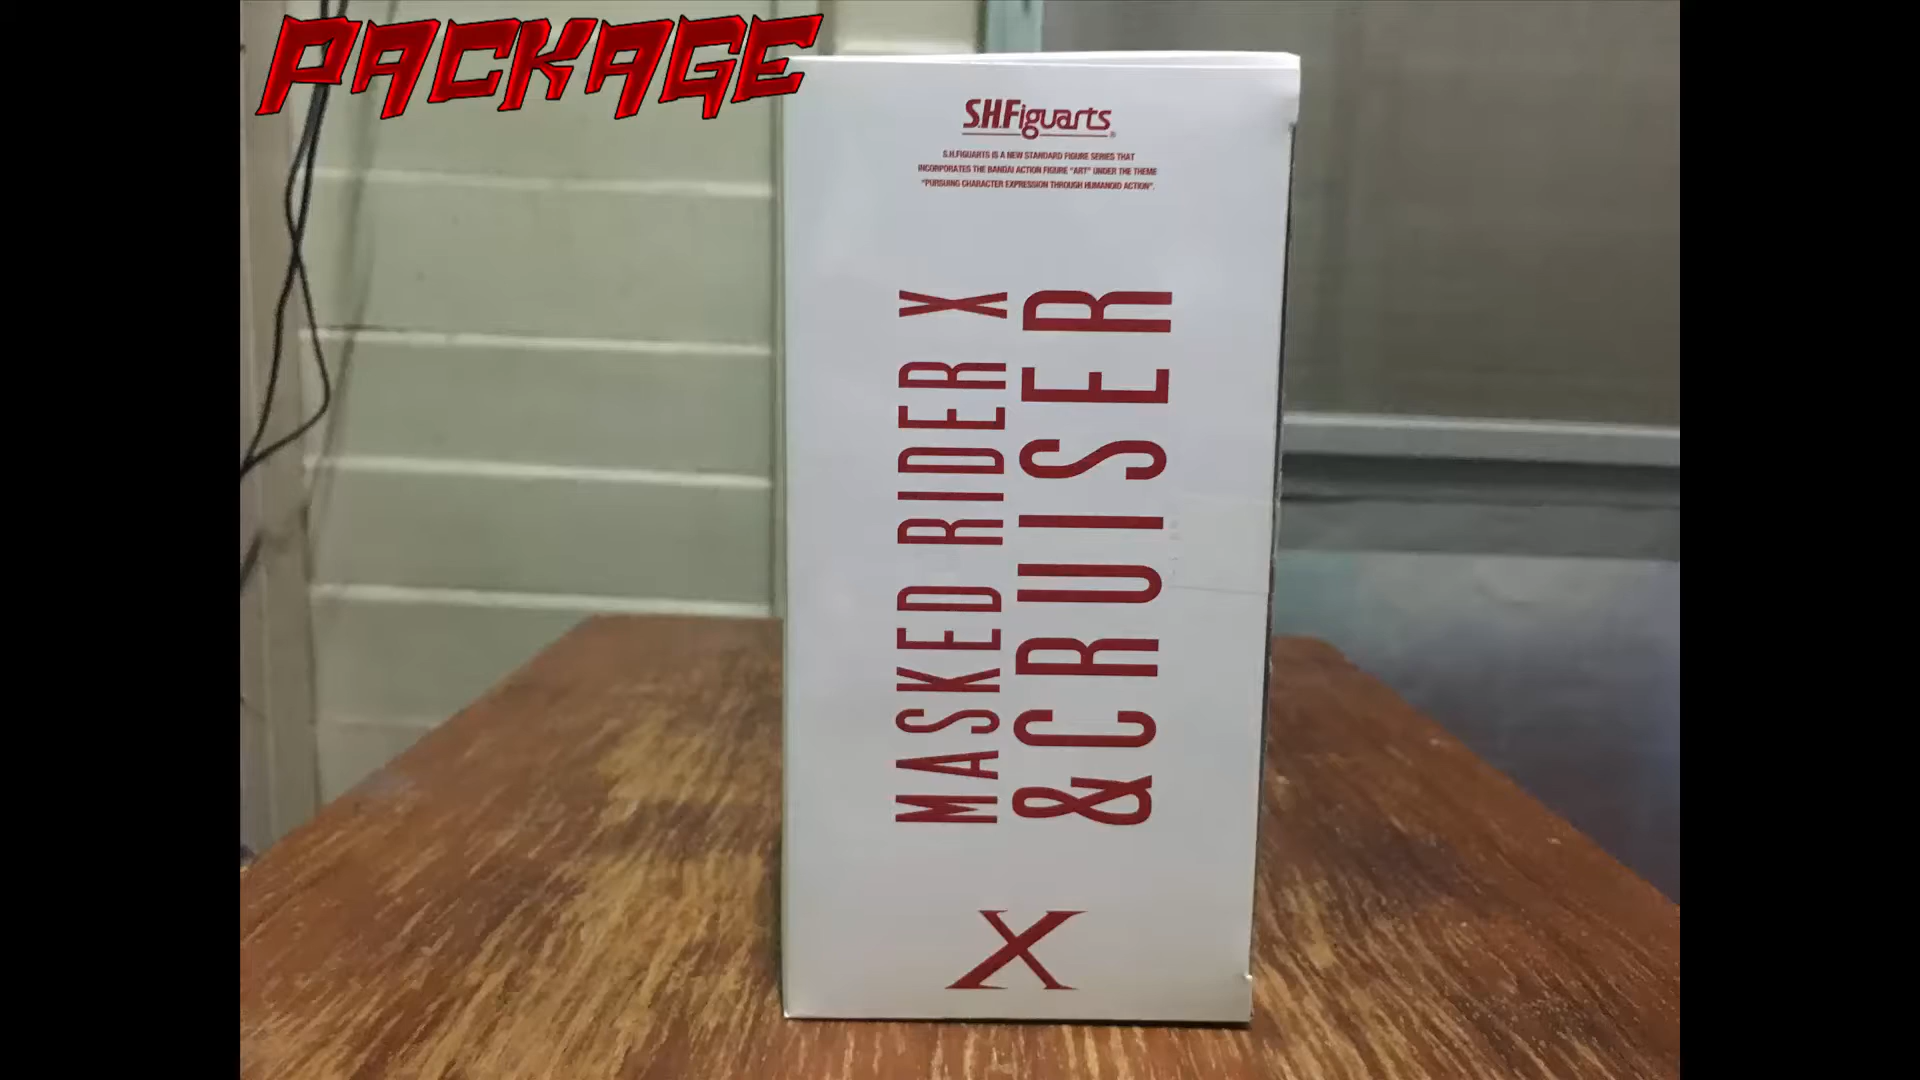 PACKAGE
S.H.Figuarts
S.H.FIGUARTS IS A NEW STANDARD FIGURE SERIES THAT
INCORPORATES THE BANDAI ACTION FIGURE "ART" UNDER THE THEME
"PURSUING CHARACTER EXPRESSION THROUGH HUMANOID ACTION".
MASKED RIDER X
&CRUISER
X